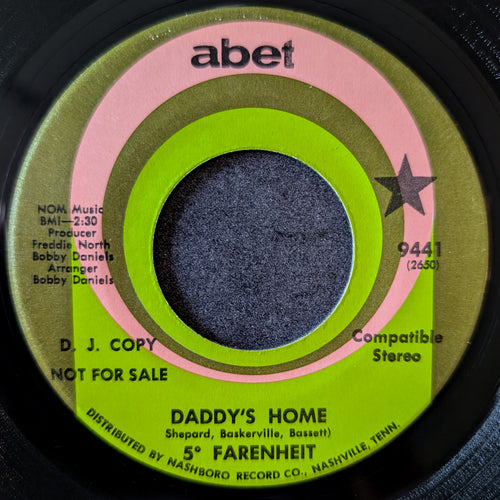 abet
NOM Music
BMI-2:30
Producer
Freddie North
Bobby Daniels
Arranger
Bobby Daniels
9441
(2650)
D. J. COPY
NOT FOR SALE
Compatible
Stereo
DADDY'S HOME
Shepard, Baskerville, Bassett)
5° FARENHEIT
DISTRIBUTED BY NASHBORO RECORD CO., NASHVILLE, TENN.